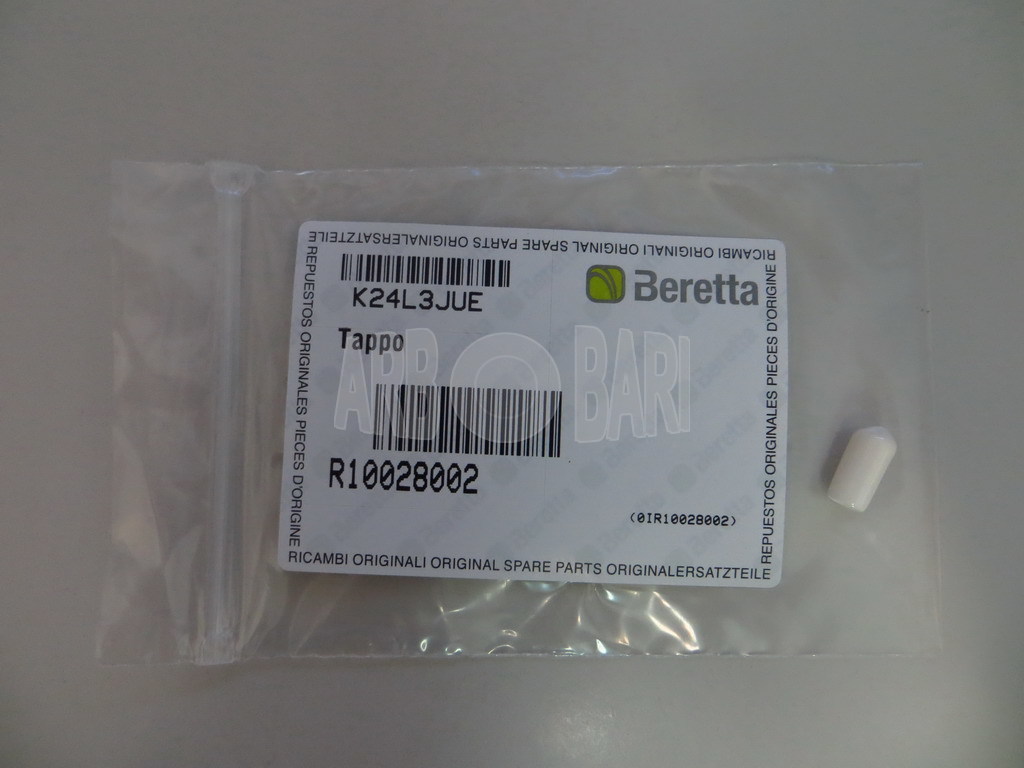 RICAMBI ORIGINALI ORIGINAL SPARE PARTS ORIGINALERSATZTEILE
K24L3JUE
Beretta
Tappo
ARB BARI
R10028002
(0IR10028002)
REPUESTOS ORIGINALES PIECES D'ORIGINE
REPUESTOS ORIGINALES PIECES D'ORIGINE
RICAMBI ORIGINALI ORIGINAL SPARE PARTS ORIGINALERSATZTEILE